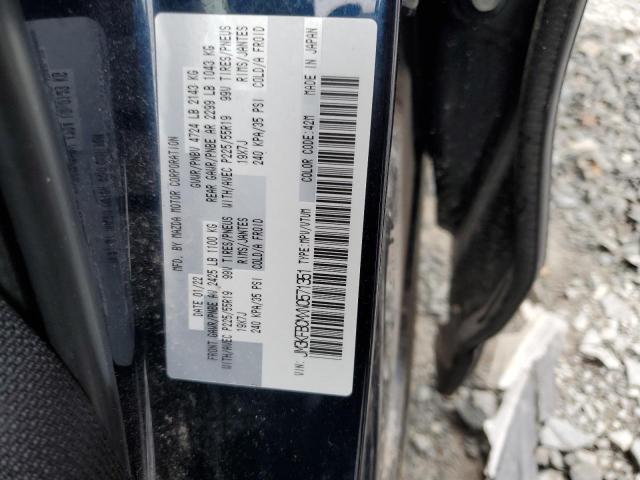 MFD. BY MAZDA MOTOR CORPORATION
DATE: 01/22
GVWR/PNBV 4724 LB 2143 KG
FRONT GAWR/PNBE AV 2425 LB 1100 KG
REAR GAWR/PNBE AR 2299 LB 1043 KG
WITH/AVEC P225/55R19 99V TIRES/PNEUS
WITH/AVEC P225/55R19 99V TIRES/PNEUS
19X7J RIMS/JANTES
19X7J RIMS/JANTES
240 KPA/35 PSI COLD/A FROID
240 KPA/35 PSI COLD/A FROID
MADE IN JAPAN
COLOR CODE:42M
TYPE:MPV/VTUM